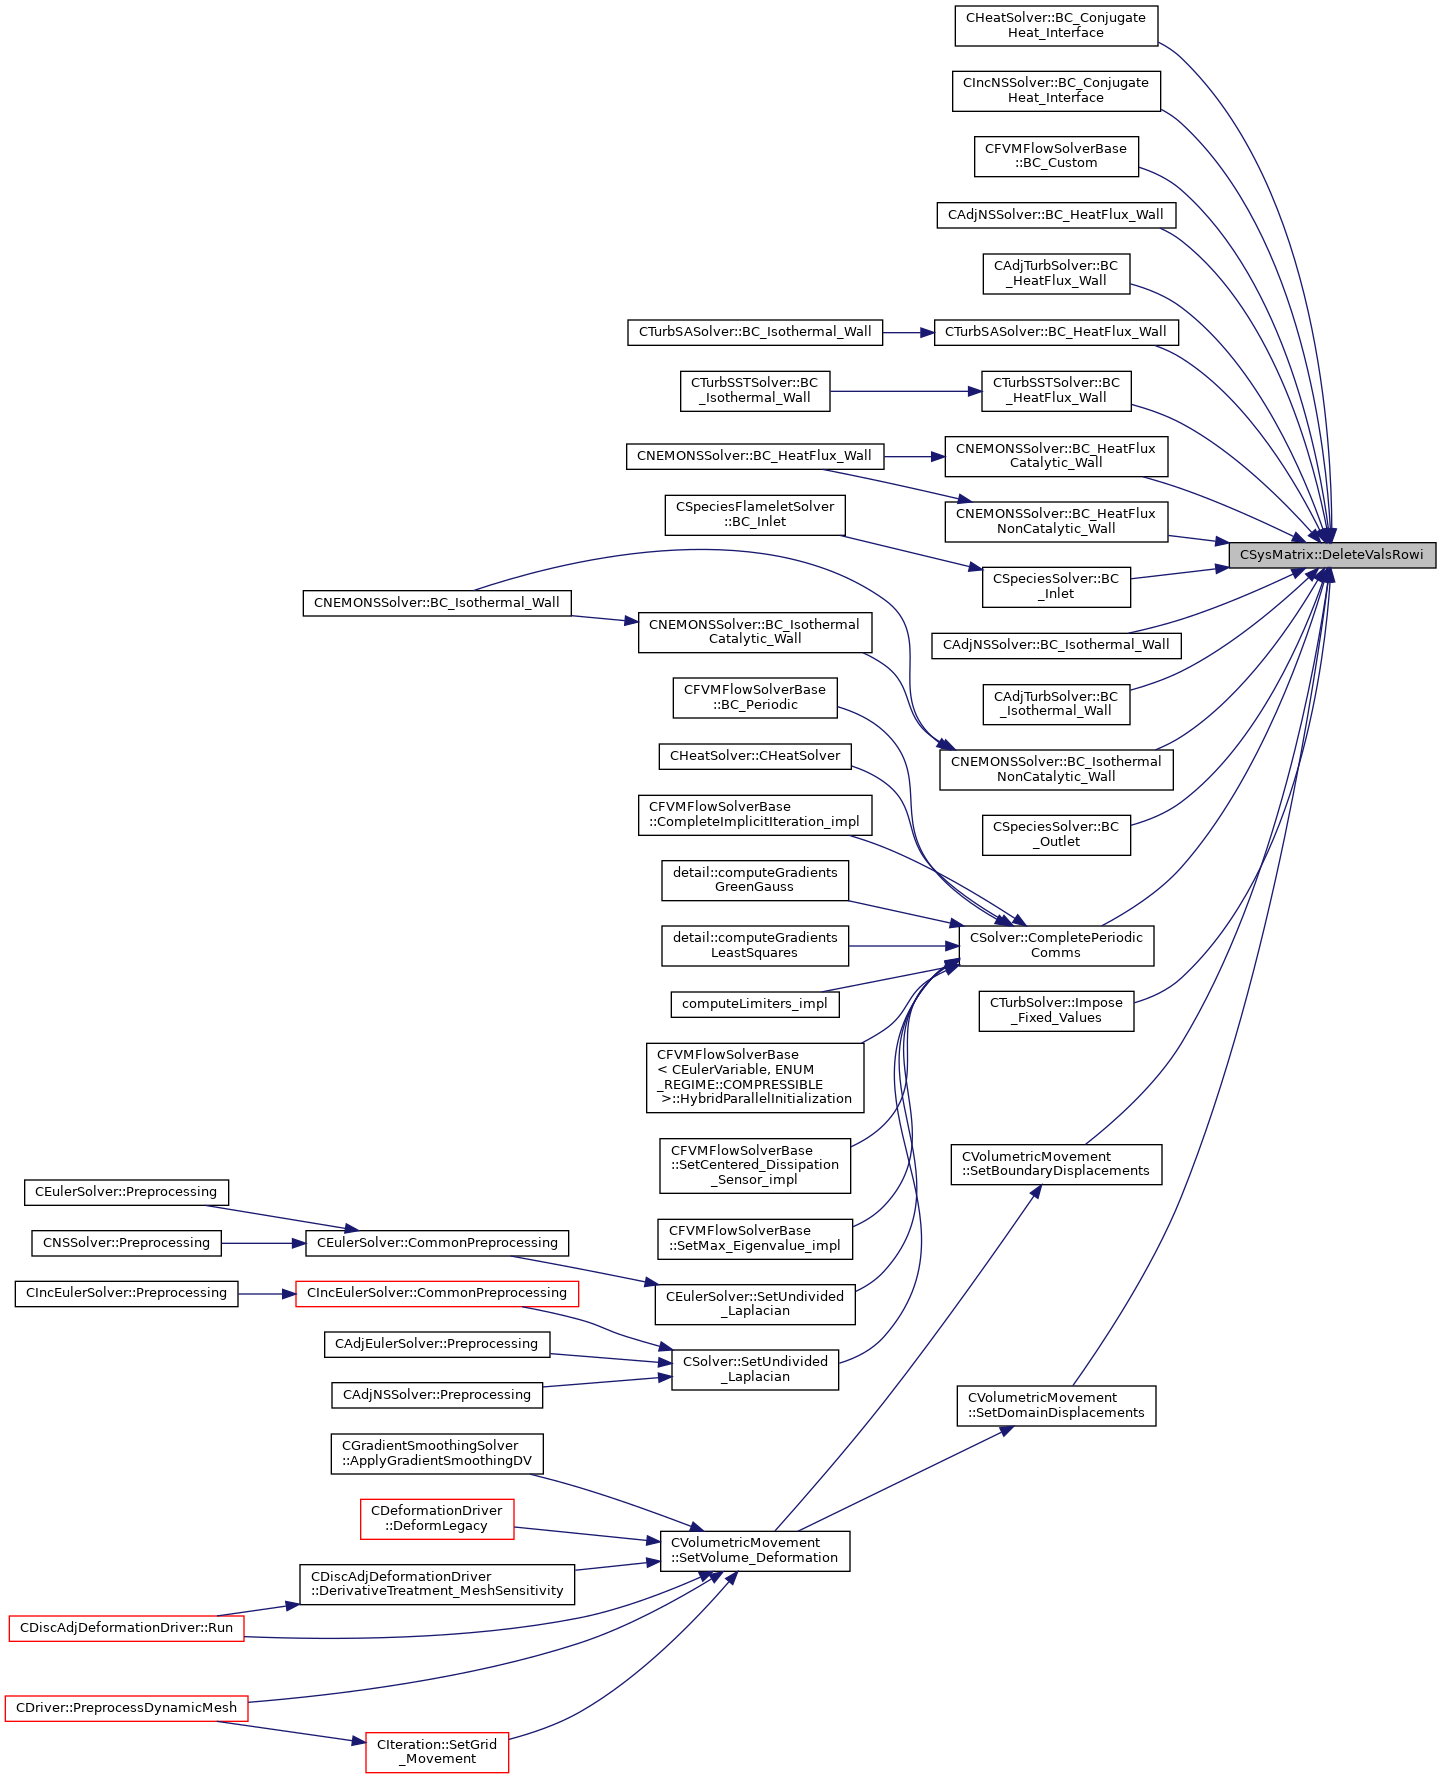 CHeatSolver::BC_Conjugate
Heat_Interface
CIncNSSolver::BC_Conjugate
Heat_Interface
CFVMFlowSolverBase
::BC_Custom
CAdjNSSolver::BC_HeatFlux_Wall
CAdjTurbSolver::BC
_HeatFlux_Wall
CTurbSASolver::BC_Isothermal_Wall
CTurbSASolver::BC_HeatFlux_Wall
CTurbSSTSolver::BC
_Isothermal_Wall
CTurbSSTSolver::BC
_HeatFlux_Wall
CNEMONSSolver::BC_HeatFlux_Wall
CNEMONSSolver::BC_HeatFlux
Catalytic_Wall
CNEMONSSolver::BC_HeatFlux
NonCatalytic_Wall
CSpeciesFlameletSolver
::BC_Inlet
CSysMatrix::DeleteValsRowi
CSpeciesSolver::BC
_Inlet
CNEMONSSolver::BC_Isothermal_Wall
CNEMONSSolver::BC_Isothermal
Catalytic_Wall
CAdjNSSolver::BC_Isothermal_Wall
CFVMFlowSolverBase
::BC_Periodic
CAdjTurbSolver::BC
_Isothermal_Wall
CHeatSolver::CHeatSolver
CNEMONSSolver::BC_Isothermal
NonCatalytic_Wall
CFVMFlowSolverBase
::CompleteImplicitIteration_impl
CSpeciesSolver::BC
_Outlet
detail::computeGradients
GreenGauss
detail::computeGradients
LeastSquares
CSolver::CompletePeriodic
Comms
computeLimiters_impl
CTurbSolver::Impose
_Fixed_Values
CFVMFlowSolverBase
< CEulerVariable, ENUM
_REGIME::COMPRESSIBLE
>::HybridParallelInitialization
CFVMFlowSolverBase
::SetCentered_Dissipation
_Sensor_impl
CVolumetricMovement
::SetBoundaryDisplacements
CEulerSolver::Preprocessing
CNSSolver::Preprocessing
CEulerSolver::CommonPreprocessing
CFVMFlowSolverBase
::SetMax_Eigenvalue_impl
CIncEulerSolver::Preprocessing
CIncEulerSolver::CommonPreprocessing
CEulerSolver::SetUndivided
_Laplacian
CAdjEulerSolver::Preprocessing
CSolver::SetUndivided
_Laplacian
CAdjNSSolver::Preprocessing
CVolumetricMovement
::SetDomainDisplacements
CGradientSmoothingSolver
::ApplyGradientSmoothingDV
CDeformationDriver
::DeformLegacy
CVolumetricMovement
::SetVolume_Deformation
CDiscAdjDeformationDriver
::DerivativeTreatment_MeshSensitivity
CDiscAdjDeformationDriver::Run
CDriver::PreprocessDynamicMesh
CIteration::SetGrid
_Movement